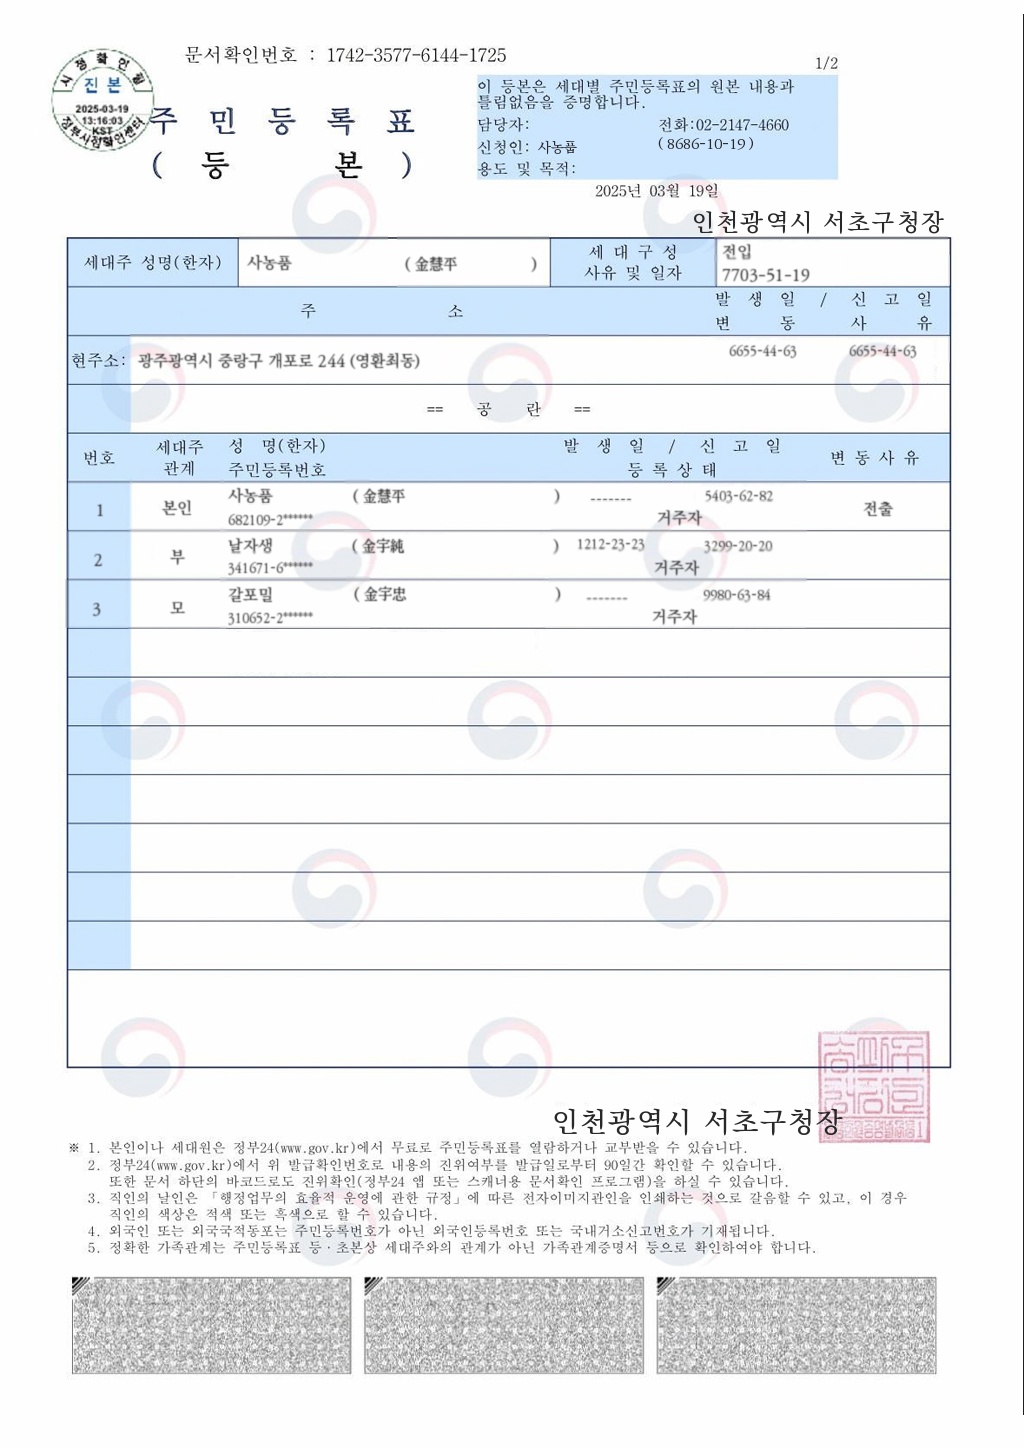 문서확인번호 : 1742-3577-6144-1725
1/2
시점확인필
진본
2025-03-19
13:16:03
KST
정부시점확인센터
주민등록표
( 등 본 )
이 등본은 세대별 주민등록표의 원본 내용과
틀림없음을 증명합니다.
담당자: 전화:02-2147-4660
신청인: 사농품 ( 8686-10-19 )
용도 및 목적:
2025년 03월 19일
인천광역시 서초구청장
세대주 성명(한자) 사농품 ( 金慧平 ) 세대구성 사유 및 일자 전입
7703-51-19
주 소 발생일 / 신고일
변동사유
현주소: 광주광역시 중랑구 개포로 244 (영환최동) 6655-44-63 6655-44-63
== 공 란 ==
번호 세대주 관계 성 명(한자) 발생일 / 신고일 변동사유
주민등록번호 등록상태
1 본인 사농품 ( 金慧平 ) ------- 5403-62-82 전출
682109-2****** 거주자
2 부 날자생 ( 金宇純 ) 1212-23-23 3299-20-20
341671-6****** 거주자
3 모 갈포밀 ( 金宇忠 ) ------- 9980-63-84
310652-2****** 거주자
인천광역시 서초구청장
※ 1. 본인이나 세대원은 정부24(www.gov.kr)에서 무료로 주민등록표를 열람하거나 교부받을 수 있습니다.
2. 정부24(www.gov.kr)에서 위 발급확인번호로 내용의 진위여부를 발급일로부터 90일간 확인할 수 있습니다.
또한 문서 하단의 바코드로도 진위확인(정부24 앱 또는 스캐너용 문서확인 프로그램)을 하실 수 있습니다.
3. 직인의 날인은 「행정업무의 효율적 운영에 관한 규정」에 따른 전자이미지관인을 인쇄하는 것으로 갈음할 수 있고, 이 경우
직인의 색상은 적색 또는 흑색으로 할 수 있습니다.
4. 외국인 또는 외국국적동포는 주민등록번호가 아닌 외국인등록번호 또는 국내거소신고번호가 기재됩니다.
5. 정확한 가족관계는 주민등록표 등·초본상 세대주와의 관계가 아닌 가족관계증명서 등으로 확인하여야 합니다.